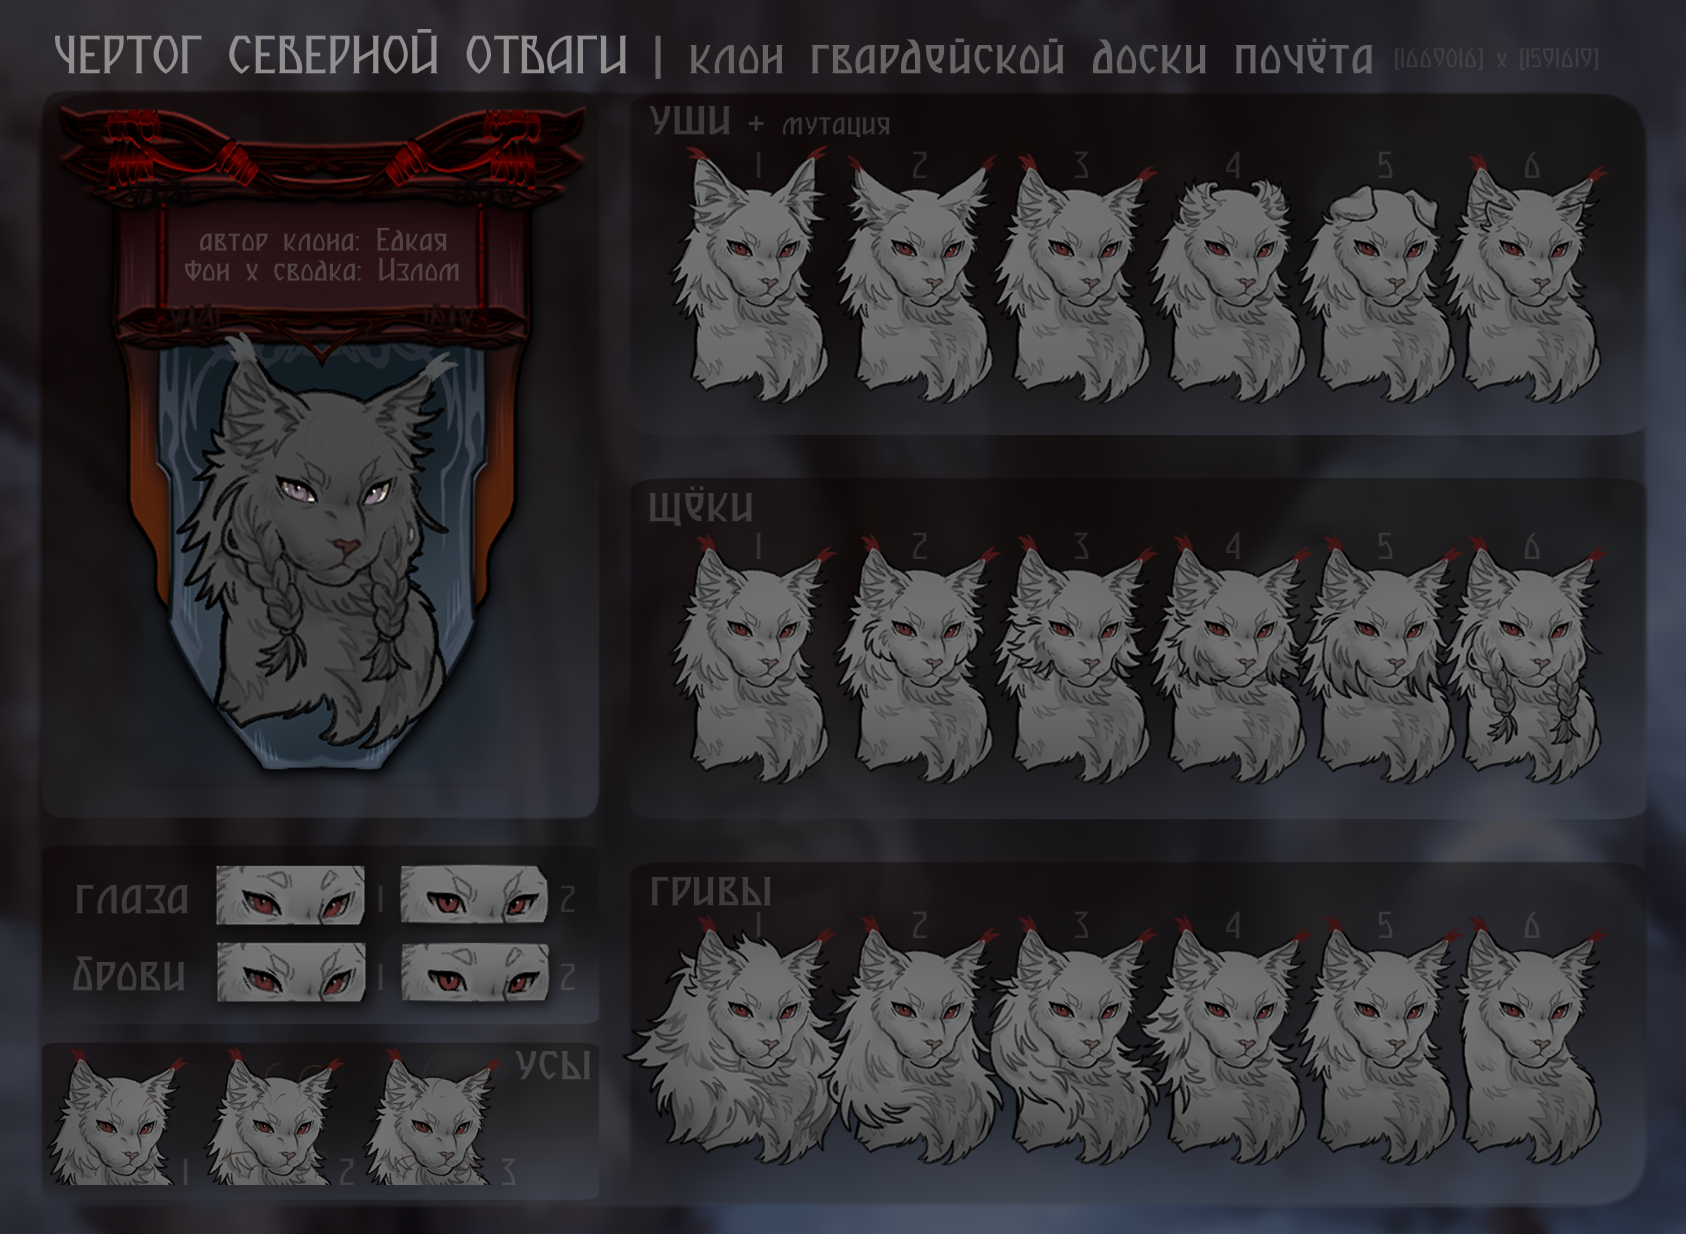 ЧЕРТОГ СЕВЕРНОЙ ОТВАГИ | клон гвардейской доски почёта [1669016] x [1591619]
автор клона: Едкая
Фон х сводка: Излом
УШИ + мутация
1 2 3 4 5 6
ЩЁКИ
1 2 3 4 5 6
ГЛАЗА 1 2
БРОВИ 1 2
ГРИВЫ
1 2 3 4 5 6
УСЫ
1 2 3